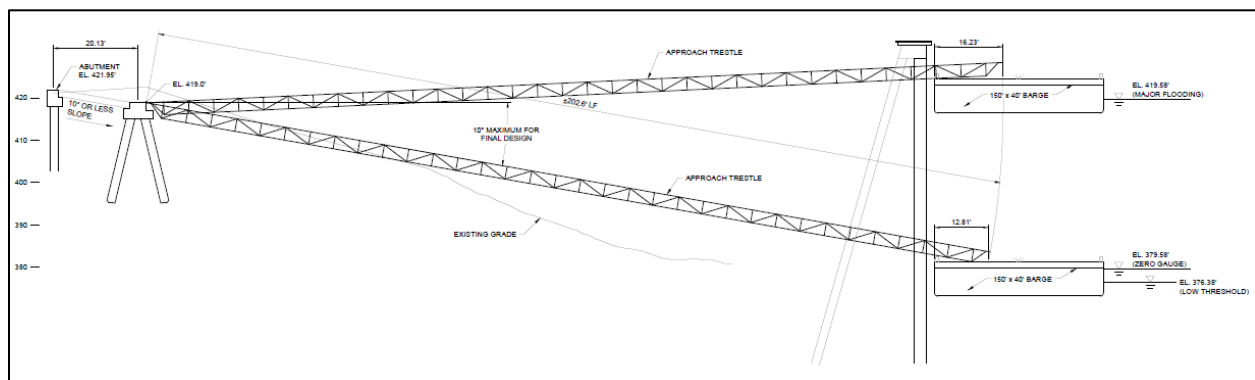 20.13'
ABUTMENT
EL. 421.95'
EL. 419.0'
10° OR LESS
SLOPE
APPROACH TRESTLE
±202.6' LF
10° MAXIMUM FOR
FINAL DESIGN
APPROACH TRESTLE
EXISTING GRADE
16.23'
150' x 40' BARGE
EL. 419.58'
(MAJOR FLOODING)
12.81'
150' x 40' BARGE
EL. 379.58'
(ZERO GAUGE)
EL. 376.38'
(LOW THRESHOLD)
420
410
400
390
380